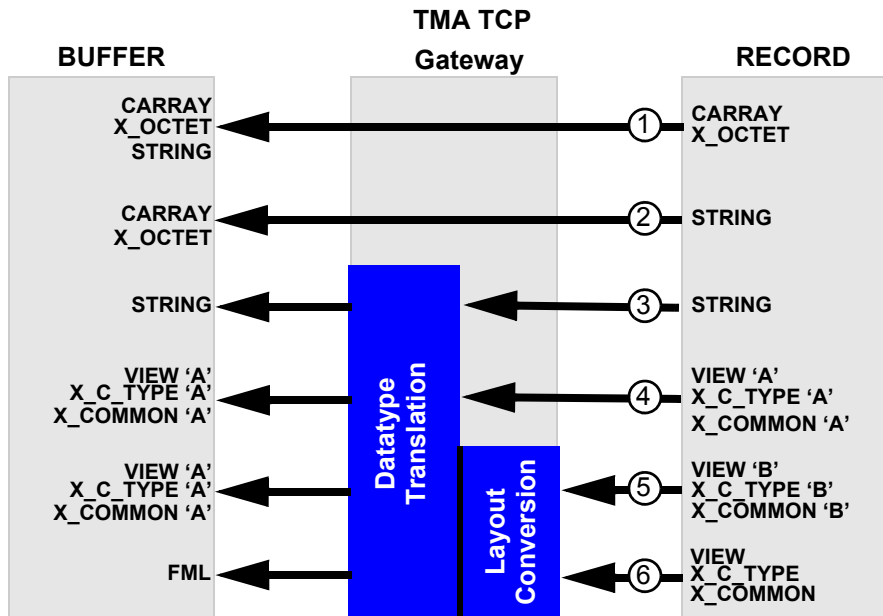 TMA TCP
Gateway
BUFFER
RECORD
CARRAY
X_OCTET
STRING
1
CARRAY
X_OCTET
CARRAY
X_OCTET
2
STRING
STRING
3
STRING
VIEW ‘A’
X_C_TYPE ‘A’
X_COMMON ‘A’
4
VIEW ‘A’
X_C_TYPE ‘A’
X_COMMON ‘A’
VIEW ‘A’
X_C_TYPE ‘A’
X_COMMON ‘A’
5
VIEW ‘B’
X_C_TYPE ‘B’
X_COMMON ‘B’
FML
6
VIEW
X_C_TYPE
X_COMMON
Datatype
Translation
Layout
Conversion